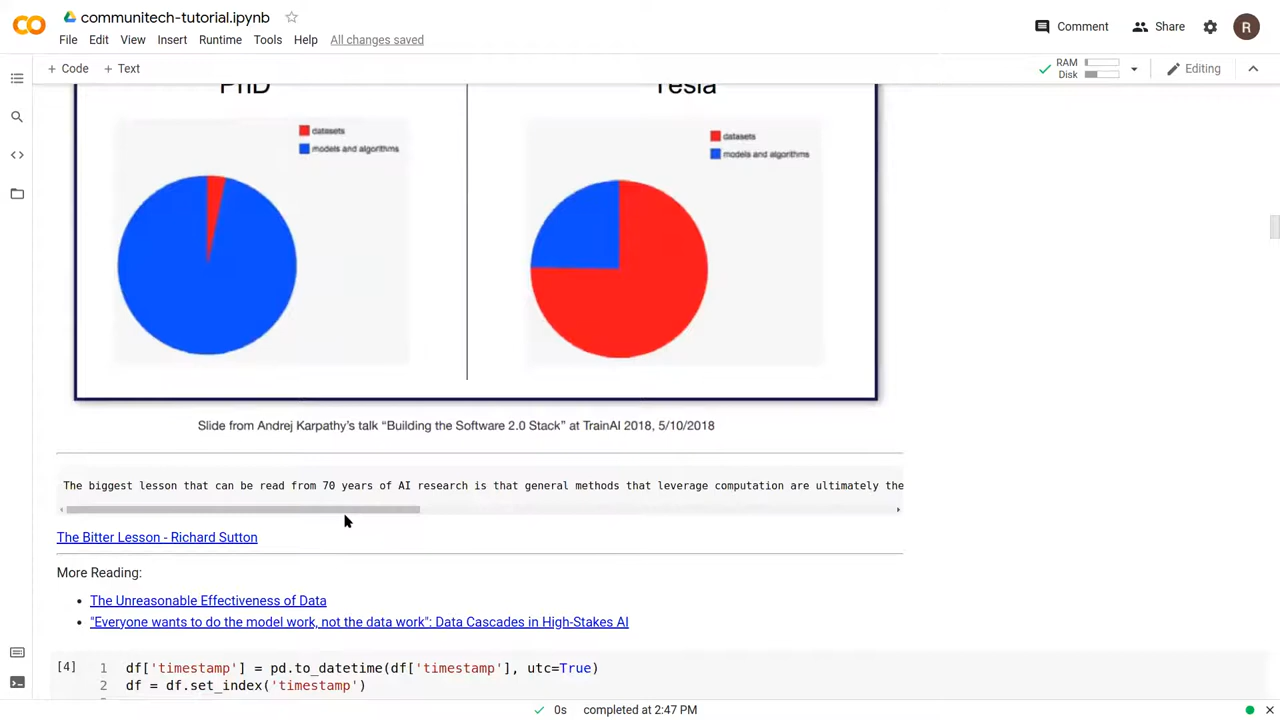 communitech-tutorial.ipynb
File Edit View Insert Runtime Tools Help All changes saved
Comment Share R
+ Code + Text
RAM
Disk
Editing
PhD
Tesla
datasets
models and algorithms
datasets
models and algorithms
Slide from Andrej Karpathy's talk “Building the Software 2.0 Stack” at TrainAI 2018, 5/10/2018
The biggest lesson that can be read from 70 years of AI research is that general methods that leverage computation are ultimately the
The Bitter Lesson - Richard Sutton
More Reading:
• The Unreasonable Effectiveness of Data
• "Everyone wants to do the model work, not the data work": Data Cascades in High-Stakes AI
[4] 1 df['timestamp'] = pd.to_datetime(df['timestamp'], utc=True)
2 df = df.set_index('timestamp')
0s completed at 2:47 PM